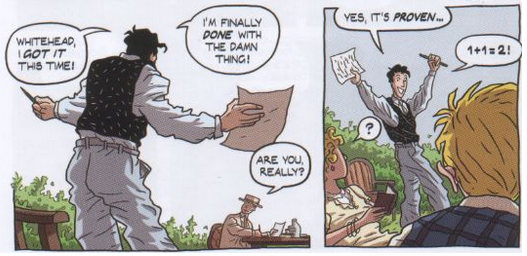 WHITEHEAD,
I GOT IT
THIS TIME!
I'M FINALLY
DONE WITH
THE DAMN
THING!
ARE YOU,
REALLY?
YES, IT'S PROVEN...
1+1=2!
?